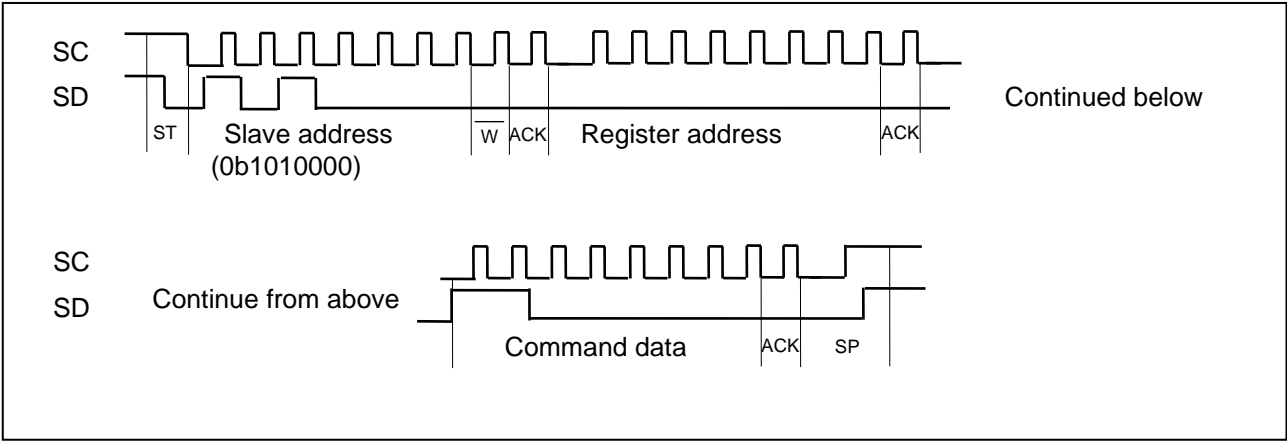 SC
SD
Continued below
ST
Slave address
(0b1010000)
W
ACK
Register address
ACK
SC
SD
Continue from above
Command data
ACK
SP